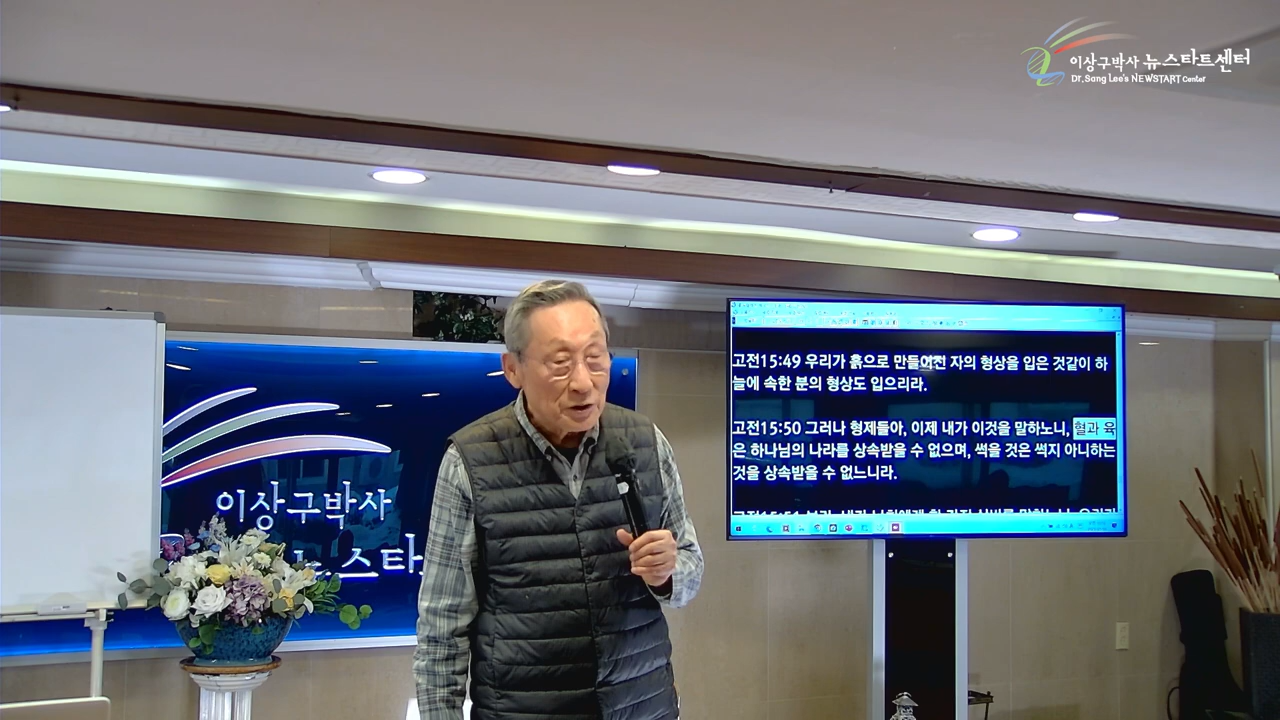 이상구박사 뉴스타트센터
Dr. Sang Lee's NEWSTART Center
고전15:49 우리가 흙으로 만들어진 자의 형상을 입은 것같이 하
늘에 속한 분의 형상도 입으리라.
고전15:50 그러나 형제들아, 이제 내가 이것을 말하노니, 혈과 육
은 하나님의 나라를 상속받을 수 없으며, 썩을 것은 썩지 아니하는
것을 상속받을 수 없느니라.
이상구박사
뉴스타